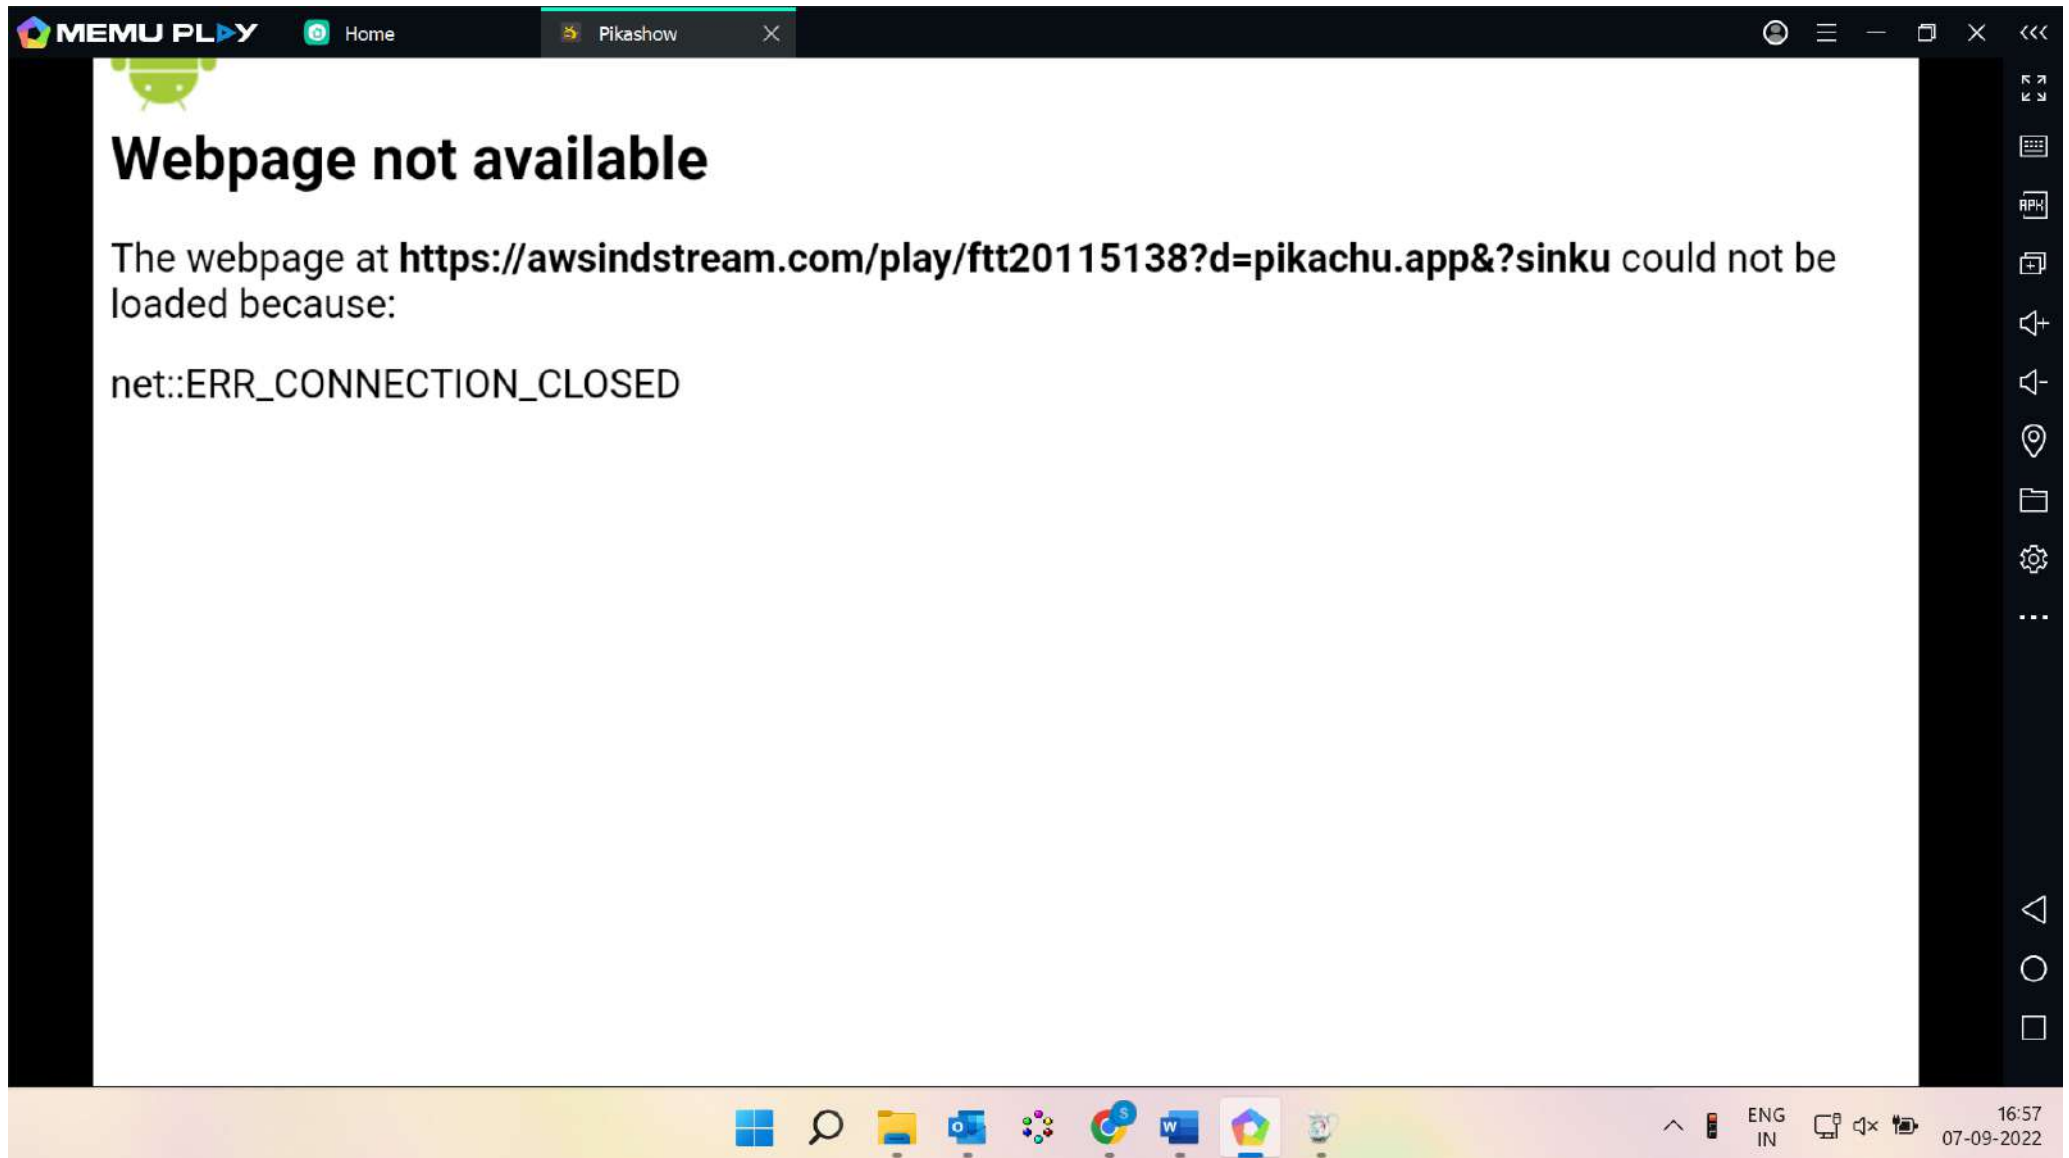 MEMU PLAY
Home
Pikashow
Webpage not available
The webpage at https://awsindstream.com/play/ftt20115138?d=pikachu.app&?sinku could not be
loaded because:
net::ERR_CONNECTION_CLOSED
APK
S
O
W
ENG
IN
16:57
07-09-2022